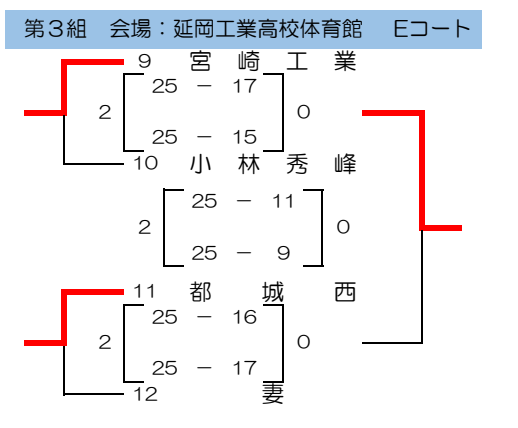 第３組　会場：延岡工業高校体育館　Ｅコート
9 宮崎工業
25 － 17
2 0
25 － 15
10 小林秀峰
25 － 11
2 0
25 － 9
11 都城西
25 － 16
2 0
25 － 17
12 妻